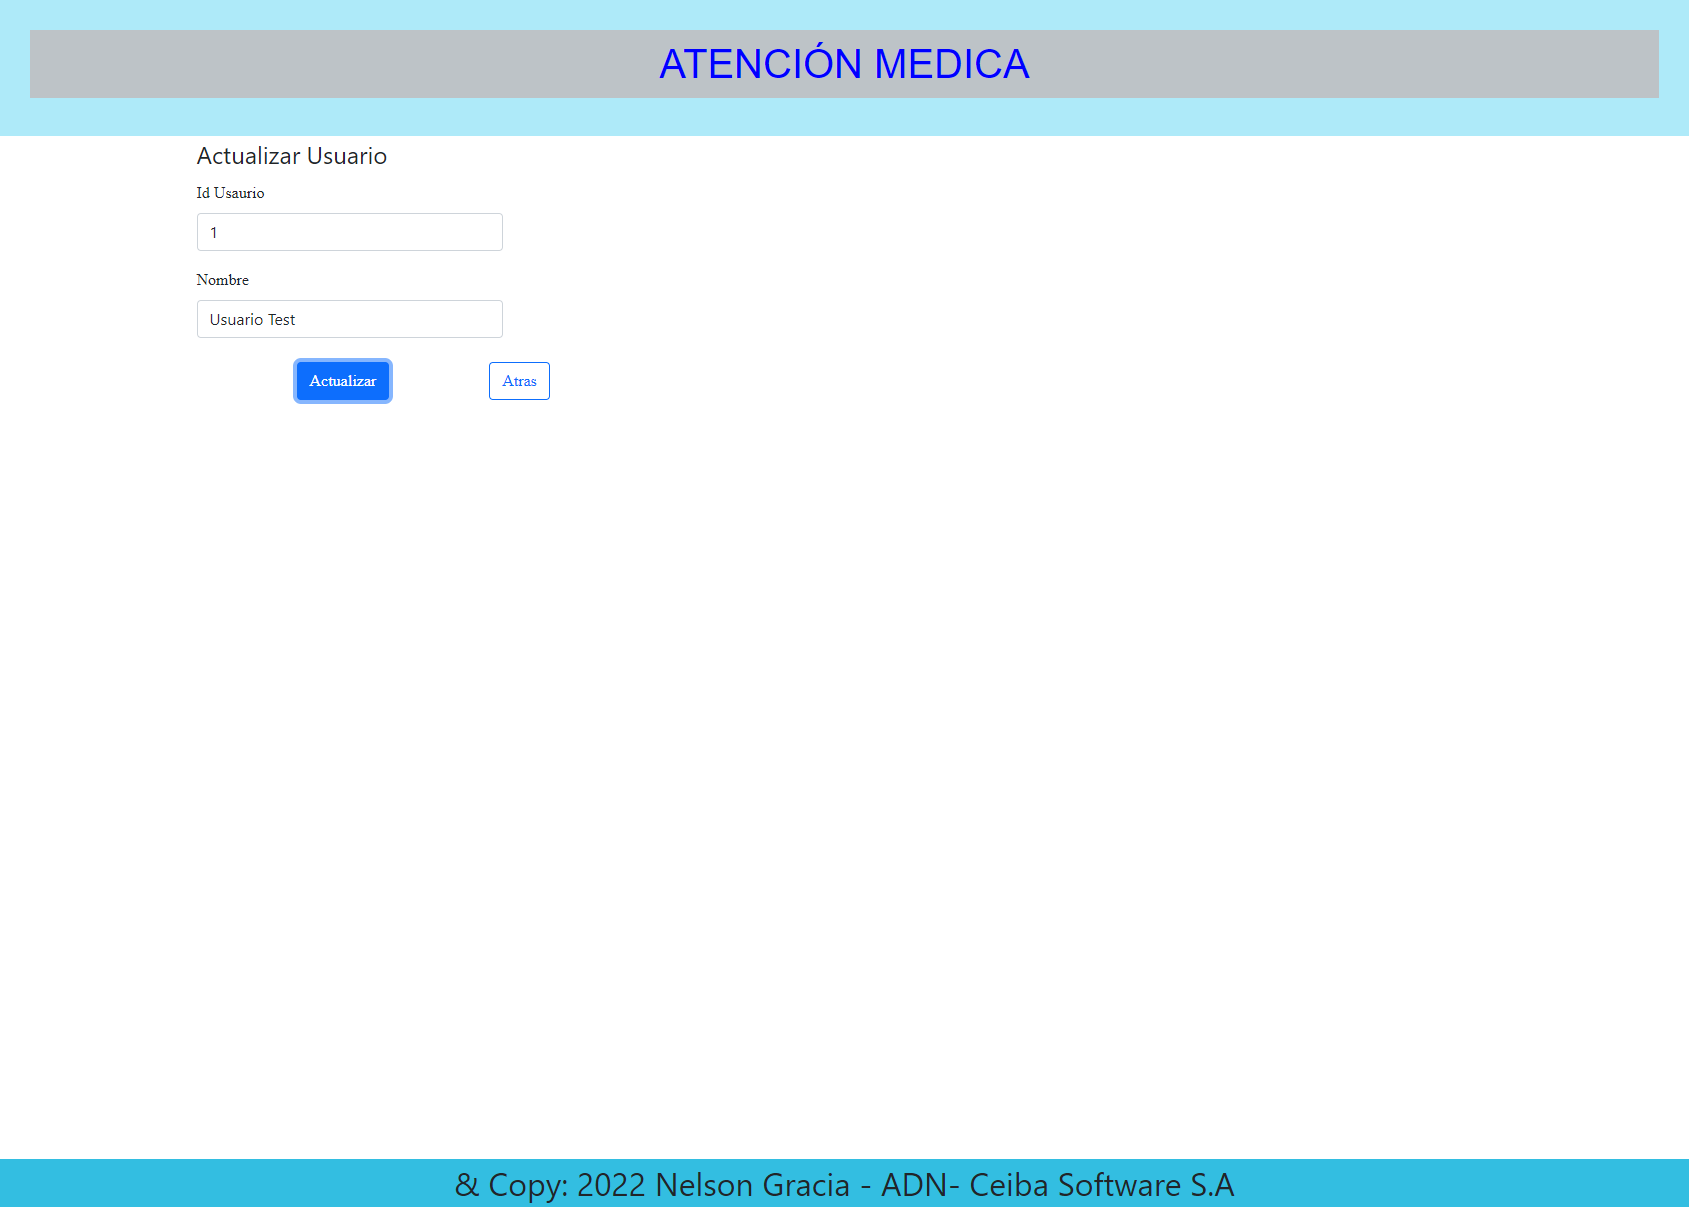 ATENCIÓN MEDICA
Actualizar Usuario
Id Usaurio
1
Nombre
Usuario Test
Actualizar
Atras
& Copy: 2022 Nelson Gracia - ADN- Ceiba Software S.A